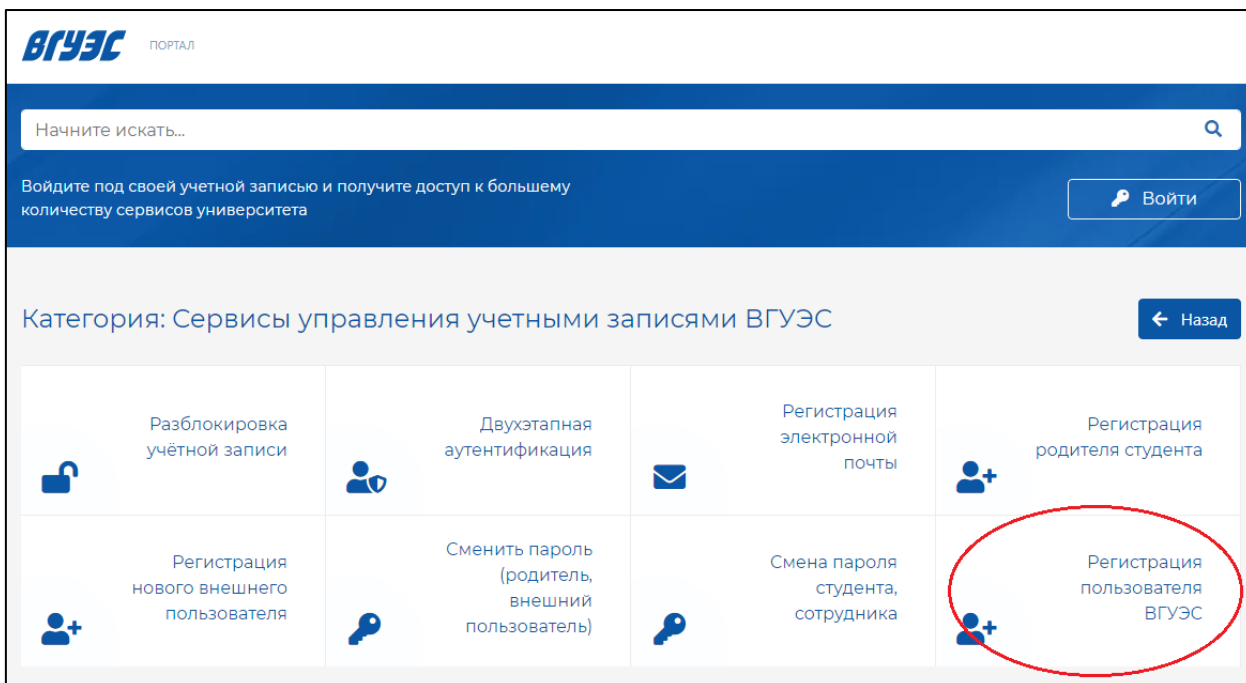 ВГУЭС ПОРТАЛ
Начните искать...
Войдите под своей учетной записью и получите доступ к большему
количеству сервисов университета
Войти
Категория: Сервисы управления учетными записями ВГУЭС
Назад
Разблокировка
учётной записи
Двухэтапная
аутентификация
Регистрация
электронной
почты
Регистрация
родителя студента
Регистрация
нового внешнего
пользователя
Сменить пароль
(родитель,
внешний
пользователь)
Смена пароля
студента,
сотрудника
Регистрация
пользователя
ВГУЭС